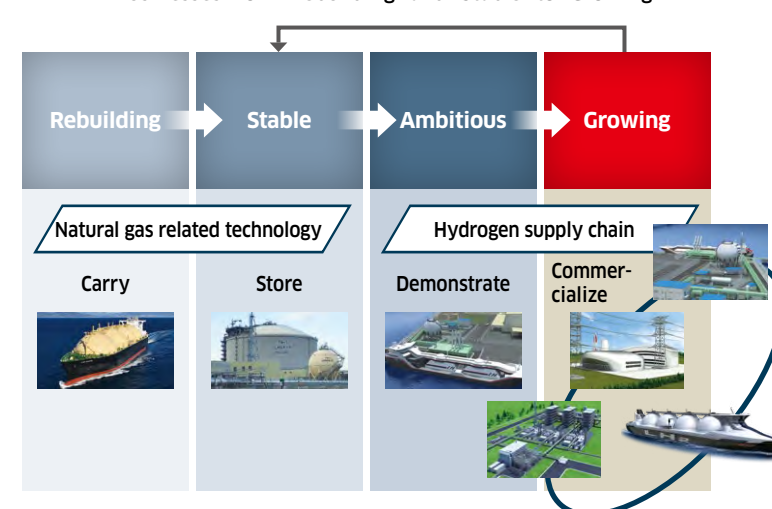 Rebuilding
Stable
Ambitious
Growing
Natural gas related technology
Hydrogen supply chain
Carry
Store
Demonstrate
Commer-
cialize